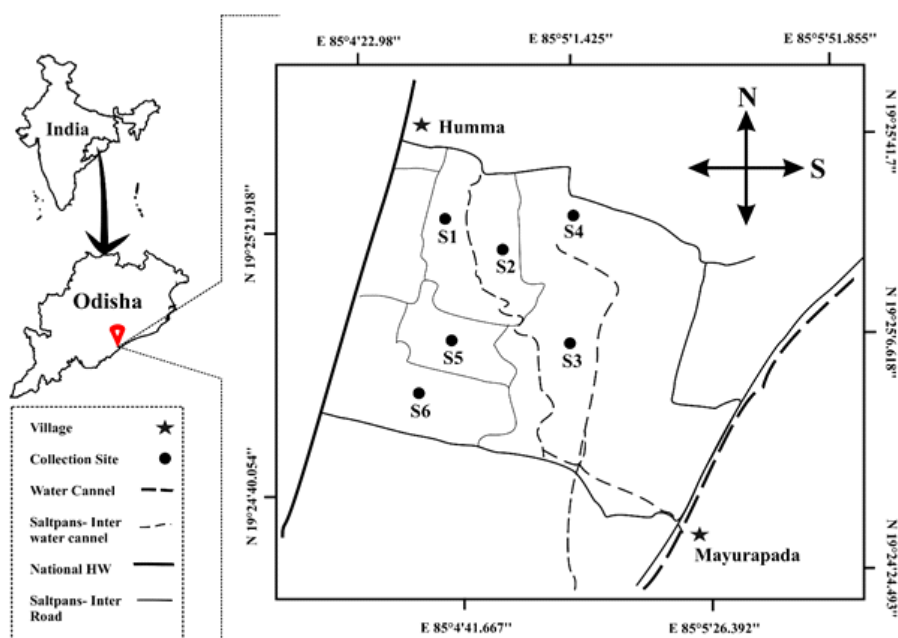 E 85°4'22.98"
E 85°5'1.425"
E 85°5'51.855"
India
Odisha
Humma
N
S
S1
S2
S4
S5
S3
S6
Mayurapada
N 19°25'21.918"
N 19°24'40.054"
N 19°25'41.7"
N 19°25'6.618"
N 19°24'24.493"
E 85°4'41.667"
E 85°5'26.392"
Village
Collection Site
Water Cannel
Saltpans- Inter
water cannel
National HW
Saltpans- Inter
Road